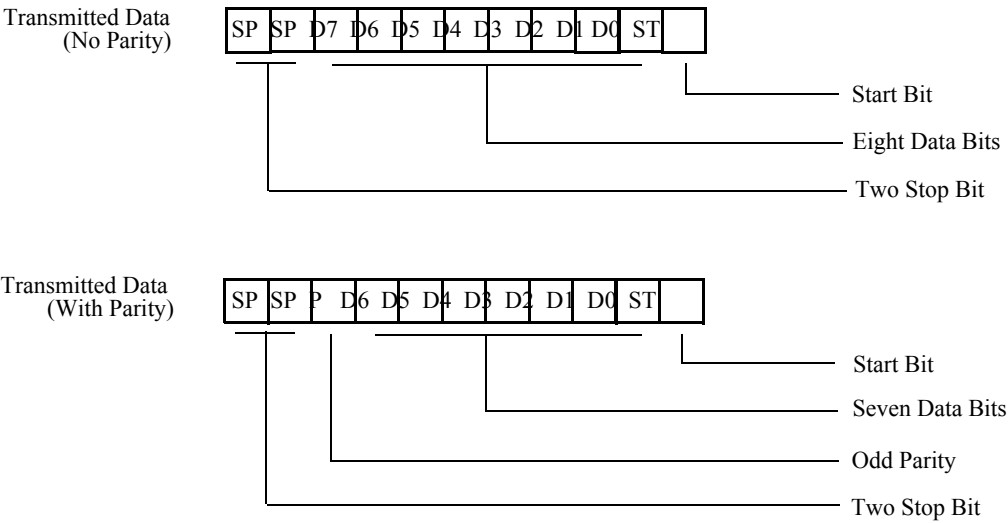 Transmitted Data
(No Parity)
SP SP D7 D6 D5 D4 D3 D2 D1 D0 ST
Start Bit
Eight Data Bits
Two Stop Bit
Transmitted Data
(With Parity)
SP SP P D6 D5 D4 D3 D2 D1 D0 ST
Start Bit
Seven Data Bits
Odd Parity
Two Stop Bit